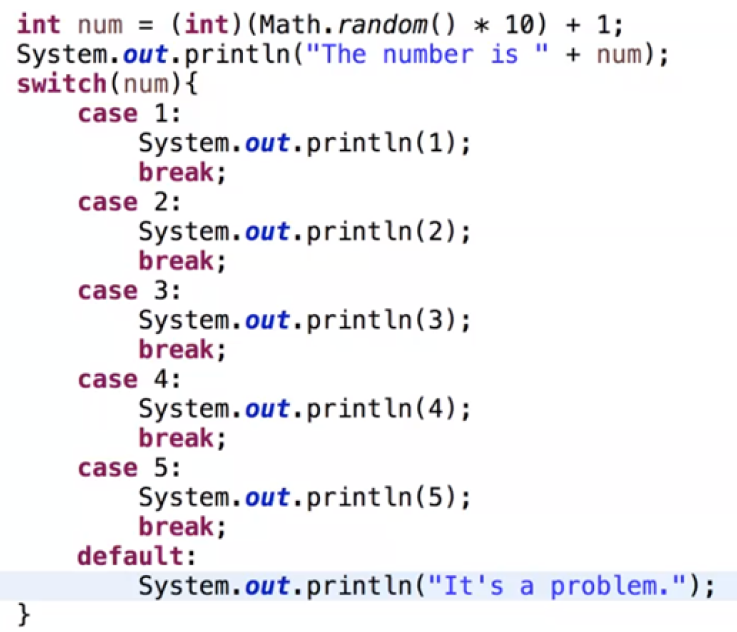 int num = (int)(Math.random() * 10) + 1;
System.out.println("The number is " + num);
switch(num){
    case 1:
        System.out.println(1);
        break;
    case 2:
        System.out.println(2);
        break;
    case 3:
        System.out.println(3);
        break;
    case 4:
        System.out.println(4);
        break;
    case 5:
        System.out.println(5);
        break;
    default:
        System.out.println("It's a problem.");
}